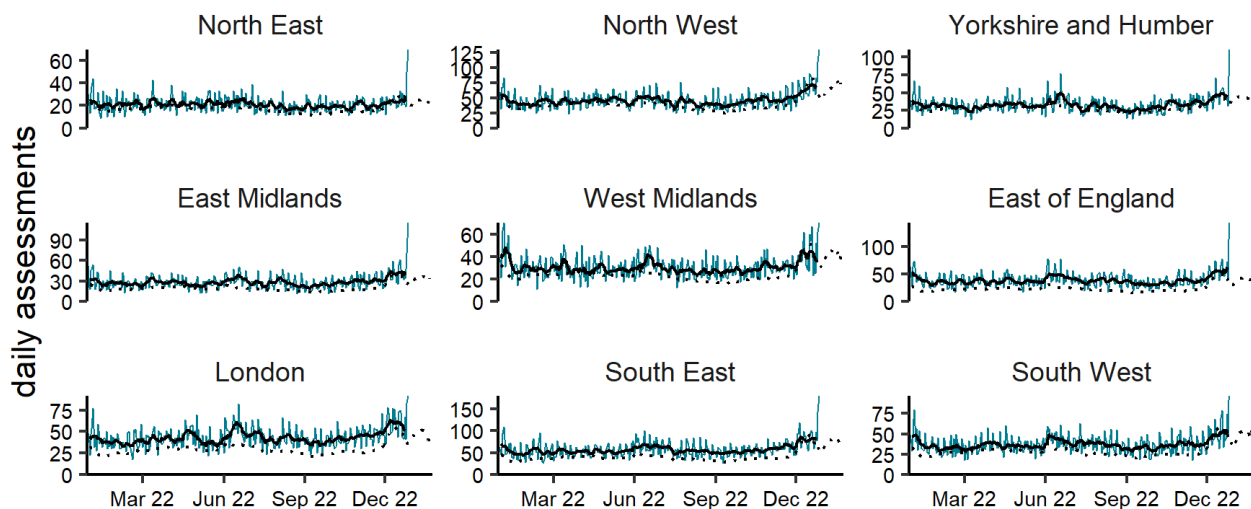 North East
North West
Yorkshire and Humber
60
40
20
0
125
100
75
50
25
0
100
75
50
25
0
East Midlands
West Midlands
East of England
90
60
30
0
60
40
20
0
100
50
0
daily assessments
London
South East
South West
75
50
25
0
150
100
50
0
75
50
25
0
Mar 22
Jun 22
Sep 22
Dec 22
Mar 22
Jun 22
Sep 22
Dec 22
Mar 22
Jun 22
Sep 22
Dec 22